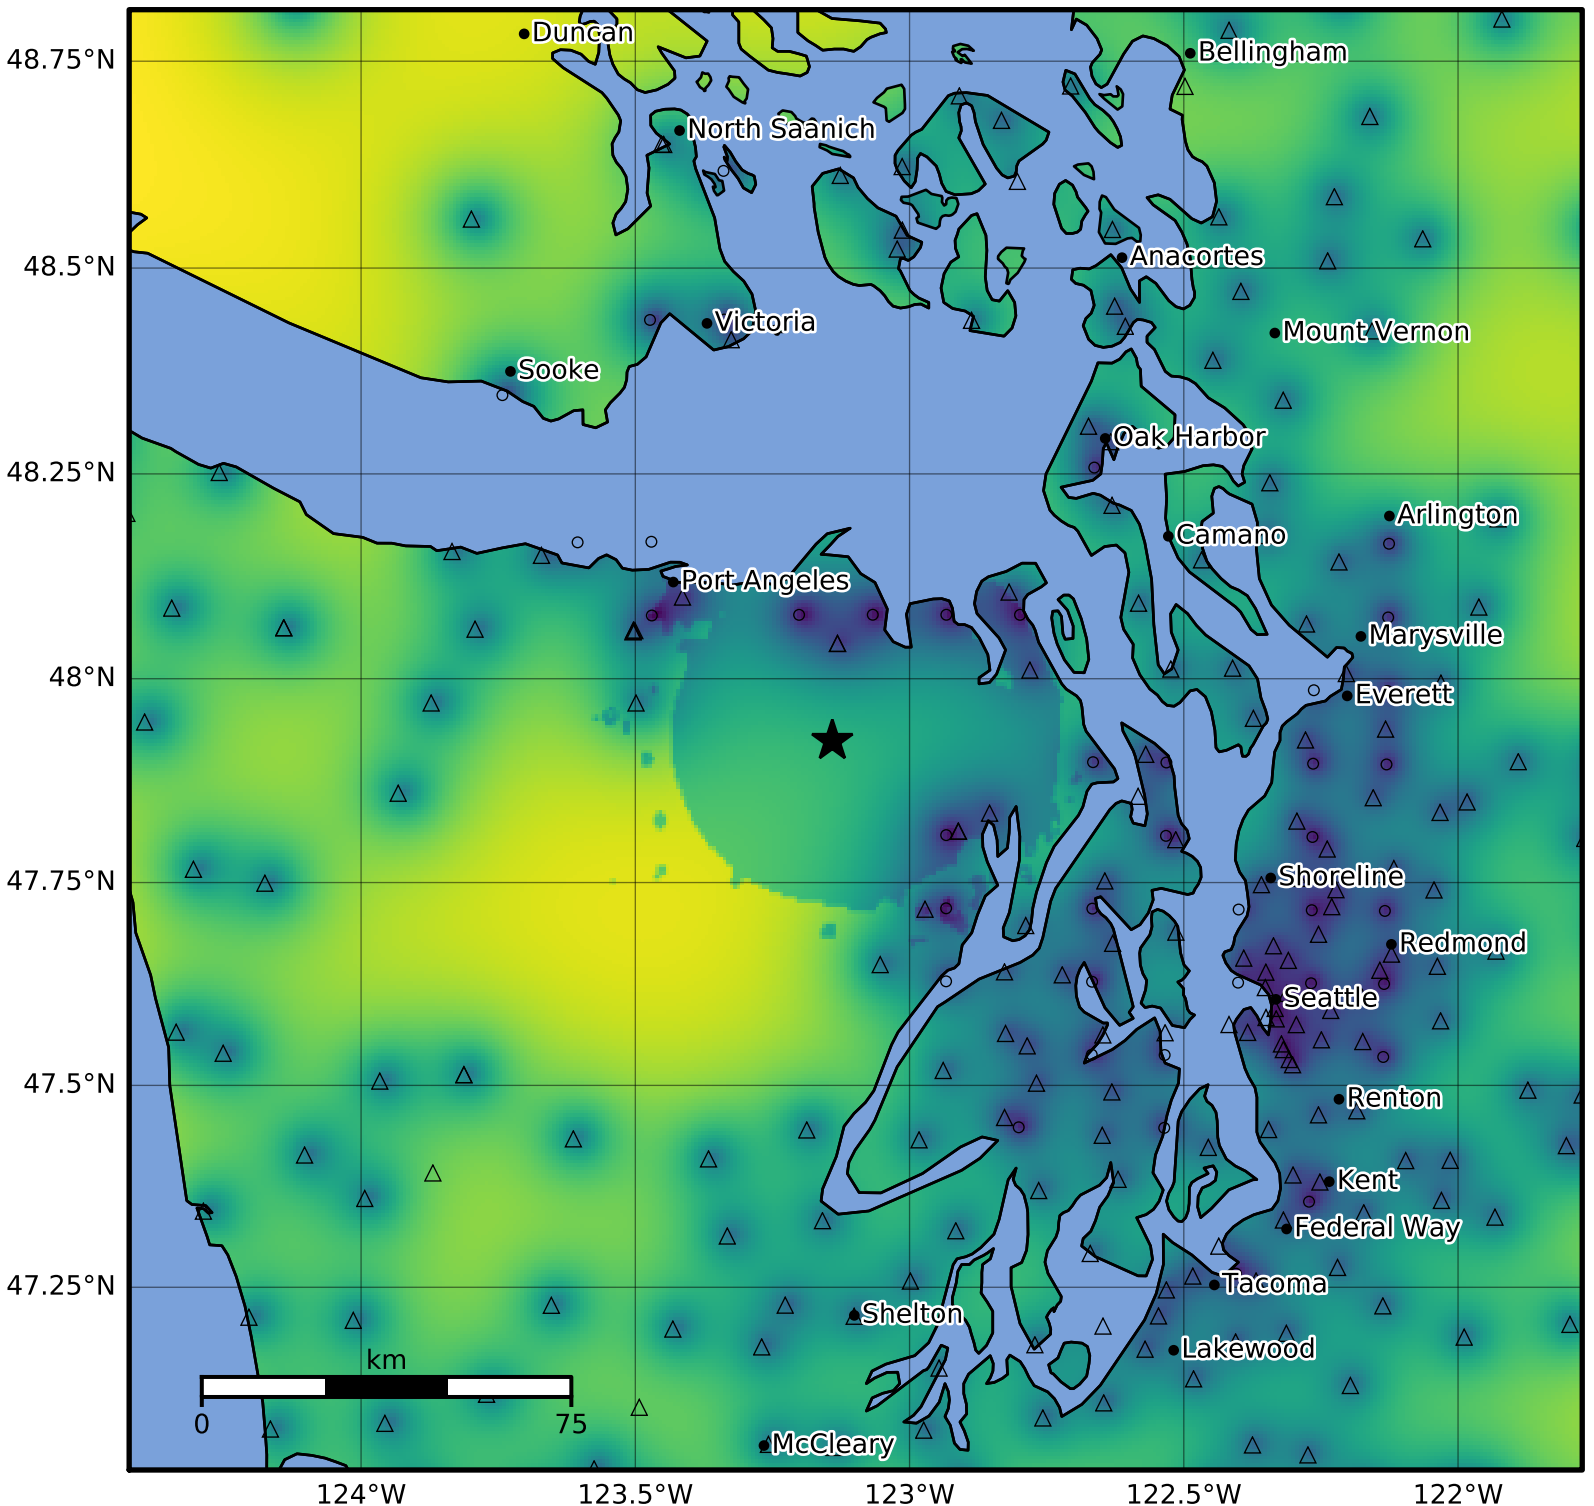 48.75°N
Duncan
Bellingham
North Saanich
48.5°N
Anacortes
Victoria
Mount Vernon
Sooke
Oak Harbor
48.25°N
Arlington
Camano
Port Angeles
Marysville
48°N
Everett
47.75°N
Shoreline
Redmond
Seattle
47.5°N
Renton
Kent
Federal Way
47.25°N
Tacoma
Shelton
Lakewood
km
0
75
McCleary
124°W
123.5°W
123°W
122.5°W
122°W